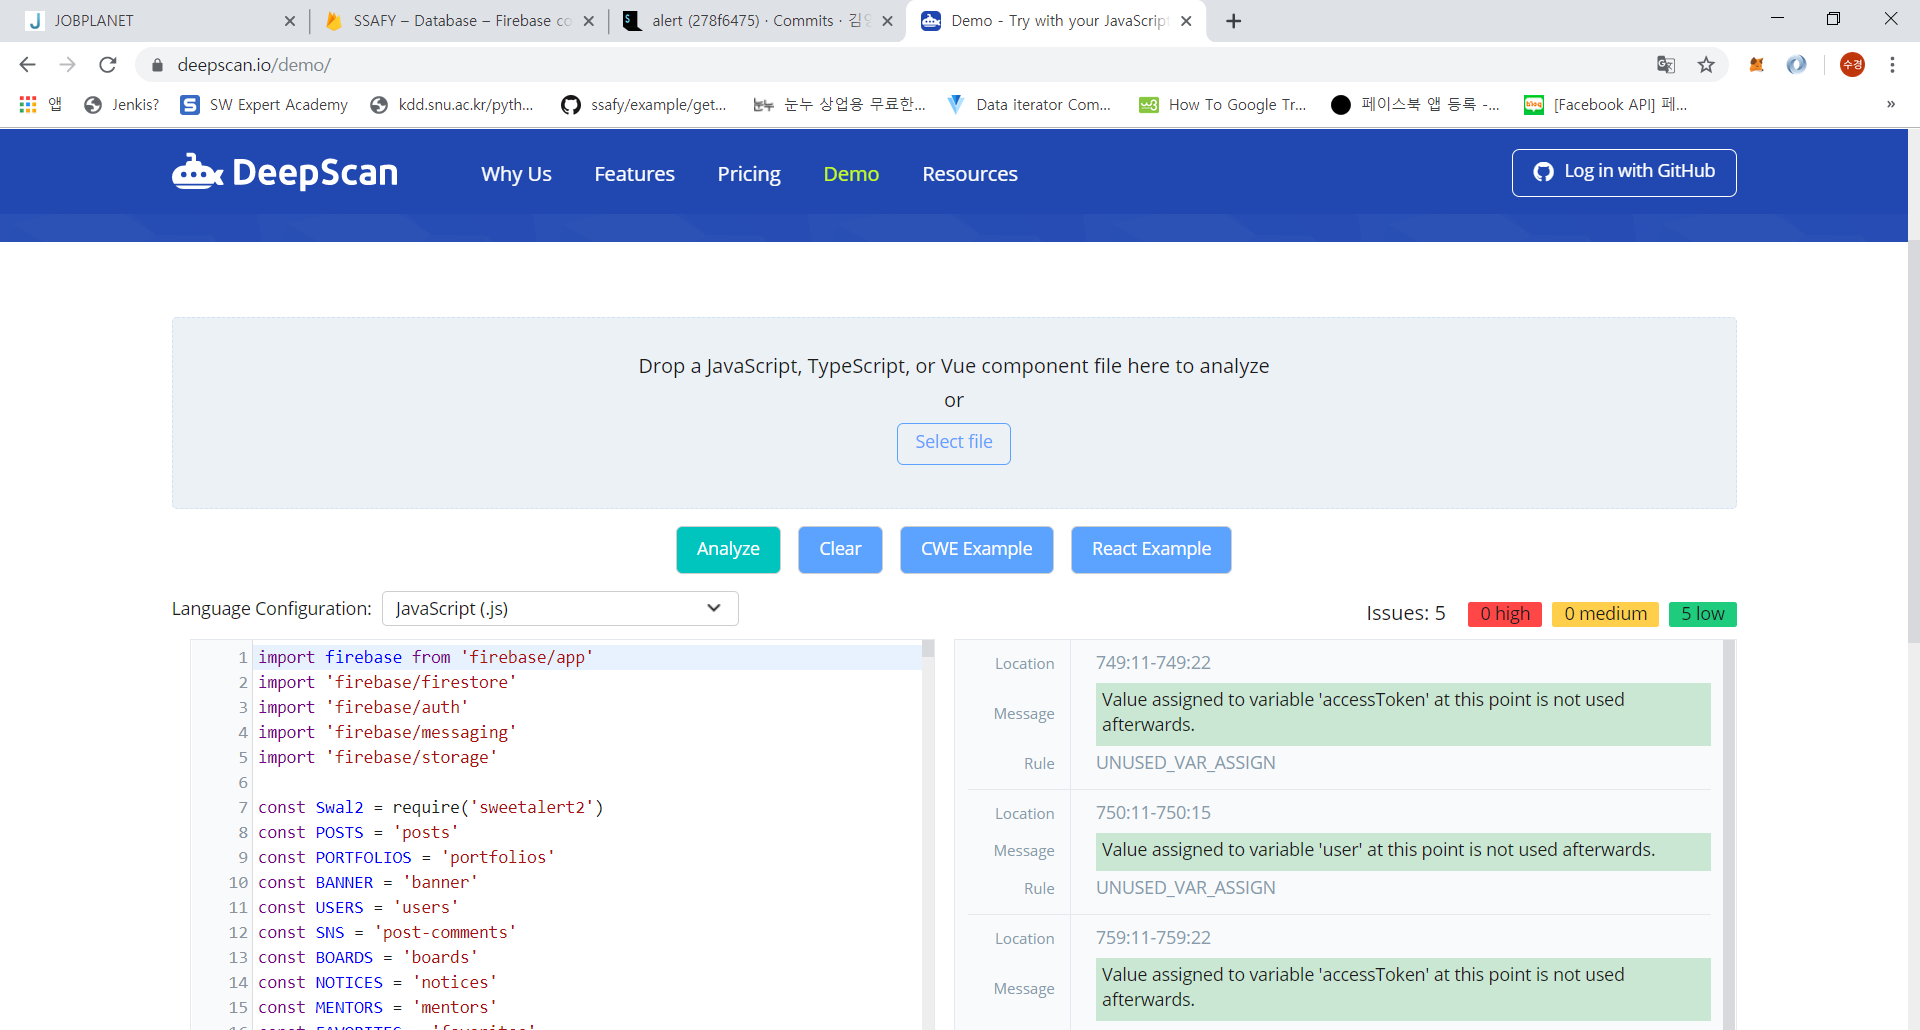 JOBPLANET
SSAFY – Database – Firebase co
alert (278f6475) · Commits · 김영
Demo - Try with your JavaScript
deepscan.io/demo/
수경
앱
Jenkis?
SW Expert Academy
kdd.snu.ac.kr/pyth...
ssafy/example/get...
눈누 상업용 무료한...
Data iterator Com...
How To Google Tr...
페이스북 앱 등록 -...
[Facebook API] 페...
»
DeepScan
Why Us
Features
Pricing
Demo
Resources
Log in with GitHub
Drop a JavaScript, TypeScript, or Vue component file here to analyze
or
Select file
Analyze
Clear
CWE Example
React Example
Language Configuration:
JavaScript (.js)
Issues: 5
0 high
0 medium
5 low
1 import firebase from 'firebase/app'
2 import 'firebase/firestore'
3 import 'firebase/auth'
4 import 'firebase/messaging'
5 import 'firebase/storage'
6
7 const Swal2 = require('sweetalert2')
8 const POSTS = 'posts'
9 const PORTFOLIOS = 'portfolios'
10 const BANNER = 'banner'
11 const USERS = 'users'
12 const SNS = 'post-comments'
13 const BOARDS = 'boards'
14 const NOTICES = 'notices'
15 const MENTORS = 'mentors'
16 const FAVORITES = 'favorites'
Location 749:11-749:22
Message Value assigned to variable 'accessToken' at this point is not used
afterwards.
Rule UNUSED_VAR_ASSIGN
Location 750:11-750:15
Message Value assigned to variable 'user' at this point is not used afterwards.
Rule UNUSED_VAR_ASSIGN
Location 759:11-759:22
Message Value assigned to variable 'accessToken' at this point is not used
afterwards.